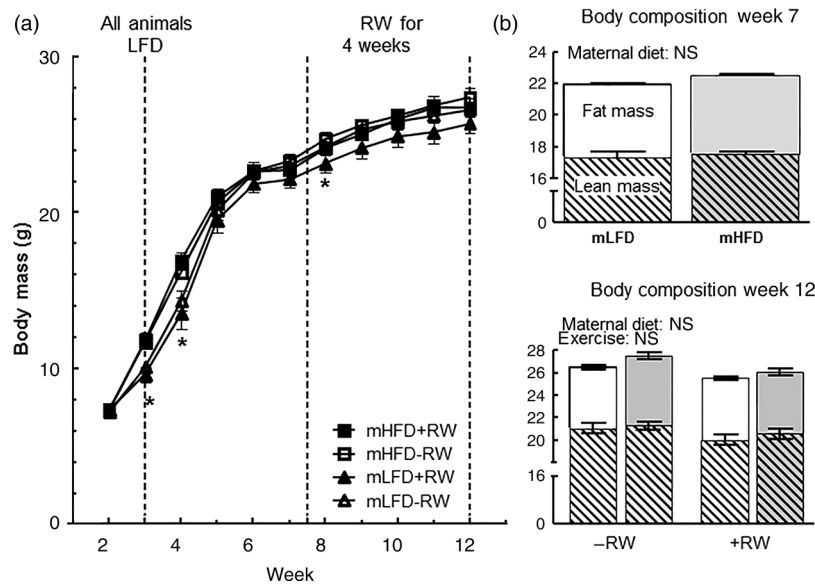 (a)
All animals
LFD
RW for
4 weeks
30
20
10
0
Body mass (g)
2
4
6
8
10
12
Week
*
*
*
mHFD+RW
mHFD-RW
mLFD+RW
mLFD-RW
(b)
Body composition week 7
Maternal diet: NS
24
22
20
18
16
0
Fat mass
Lean mass
mLFD
mHFD
Body composition week 12
Maternal diet: NS
Exercise: NS
28
26
24
22
21
20
16
0
–RW
+RW